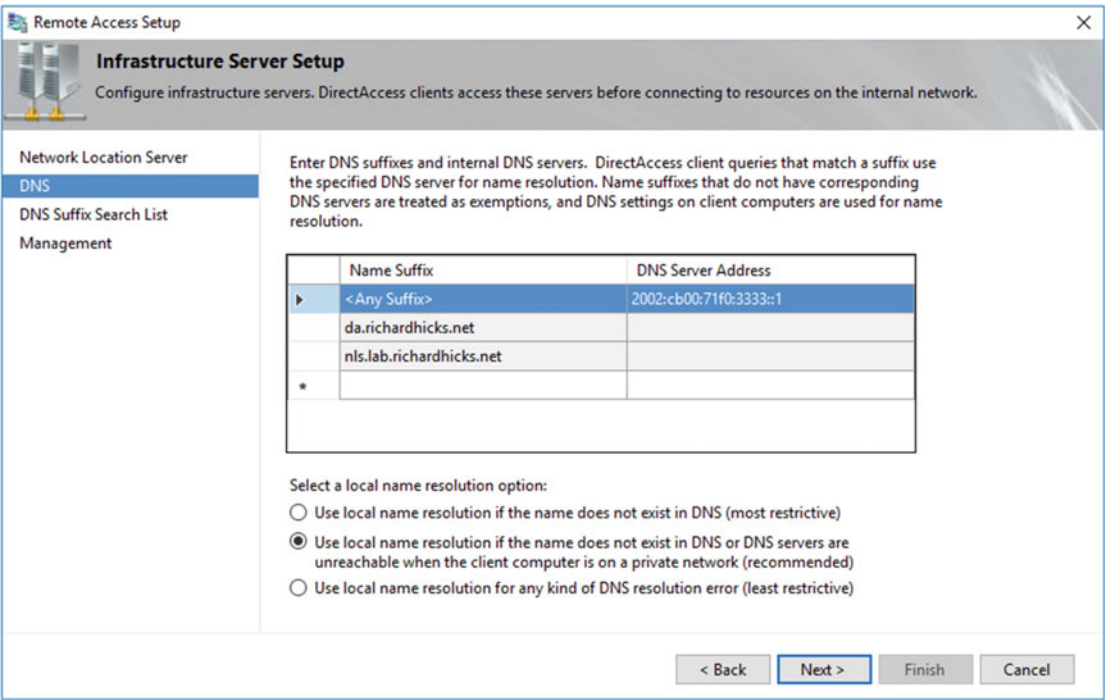 Remote Access Setup
Infrastructure Server Setup
Configure infrastructure servers. DirectAccess clients access these servers before connecting to resources on the internal network.
Network Location Server
DNS
DNS Suffix Search List
Management
Enter DNS suffixes and internal DNS servers. DirectAccess client queries that match a suffix use
the specified DNS server for name resolution. Name suffixes that do not have corresponding
DNS servers are treated as exemptions, and DNS settings on client computers are used for name
resolution.
Name Suffix DNS Server Address
<Any Suffix> 2002:cb00:71f0:3333::1
da.richardhicks.net
nls.lab.richardhicks.net
*
Select a local name resolution option:
Use local name resolution if the name does not exist in DNS (most restrictive)
Use local name resolution if the name does not exist in DNS or DNS servers are
unreachable when the client computer is on a private network (recommended)
Use local name resolution for any kind of DNS resolution error (least restrictive)
< Back Next > Finish Cancel